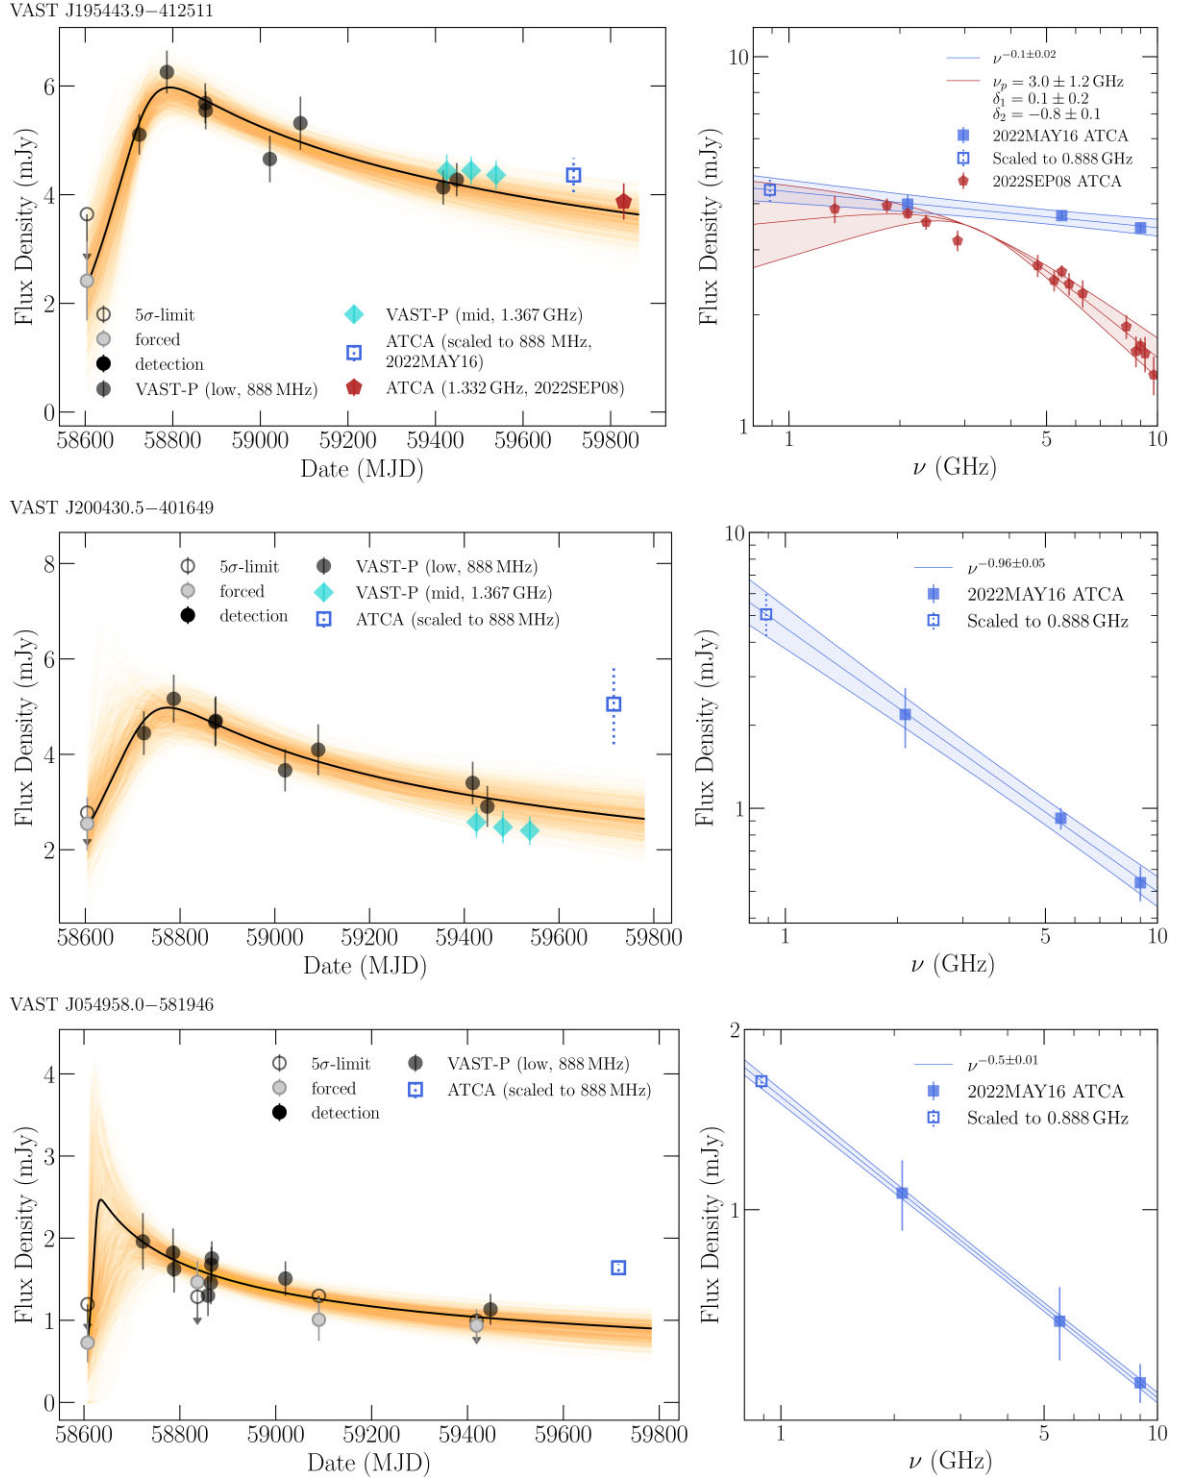 VAST J195443.9−412511
Flux Density (mJy)
6
4
2
0
5σ-limit
forced
detection
VAST-P (low, 888 MHz)
VAST-P (mid, 1.367 GHz)
ATCA (scaled to 888 MHz,
2022MAY16)
ATCA (1.332 GHz, 2022SEP08)
58600 58800 59000 59200 59400 59600 59800
Date (MJD)
Flux Density (mJy)
10
1
ν^−0.1±0.02
ν_p = 3.0 ± 1.2 GHz
δ_1 = 0.1 ± 0.2
δ_2 = −0.8 ± 0.1
2022MAY16 ATCA
Scaled to 0.888 GHz
2022SEP08 ATCA
1 5 10
ν (GHz)
VAST J200430.5−401649
Flux Density (mJy)
8
6
4
2
5σ-limit
forced
detection
VAST-P (low, 888 MHz)
VAST-P (mid, 1.367 GHz)
ATCA (scaled to 888 MHz)
58600 58800 59000 59200 59400 59600 59800
Date (MJD)
Flux Density (mJy)
10
1
ν^−0.96±0.05
2022MAY16 ATCA
Scaled to 0.888 GHz
1 5 10
ν (GHz)
VAST J054958.0−581946
Flux Density (mJy)
4
3
2
1
0
5σ-limit
forced
detection
VAST-P (low, 888 MHz)
ATCA (scaled to 888 MHz)
58600 58800 59000 59200 59400 59600 59800
Date (MJD)
Flux Density (mJy)
2
1
ν^−0.5±0.01
2022MAY16 ATCA
Scaled to 0.888 GHz
1 5 10
ν (GHz)